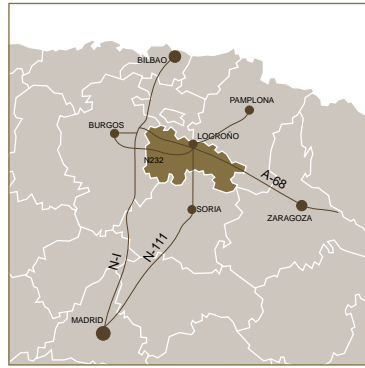 BILBAO
PAMPLONA
BURGOS
LOGROÑO
N232
A-68
SORIA
ZARAGOZA
N-111
N-I
MADRID